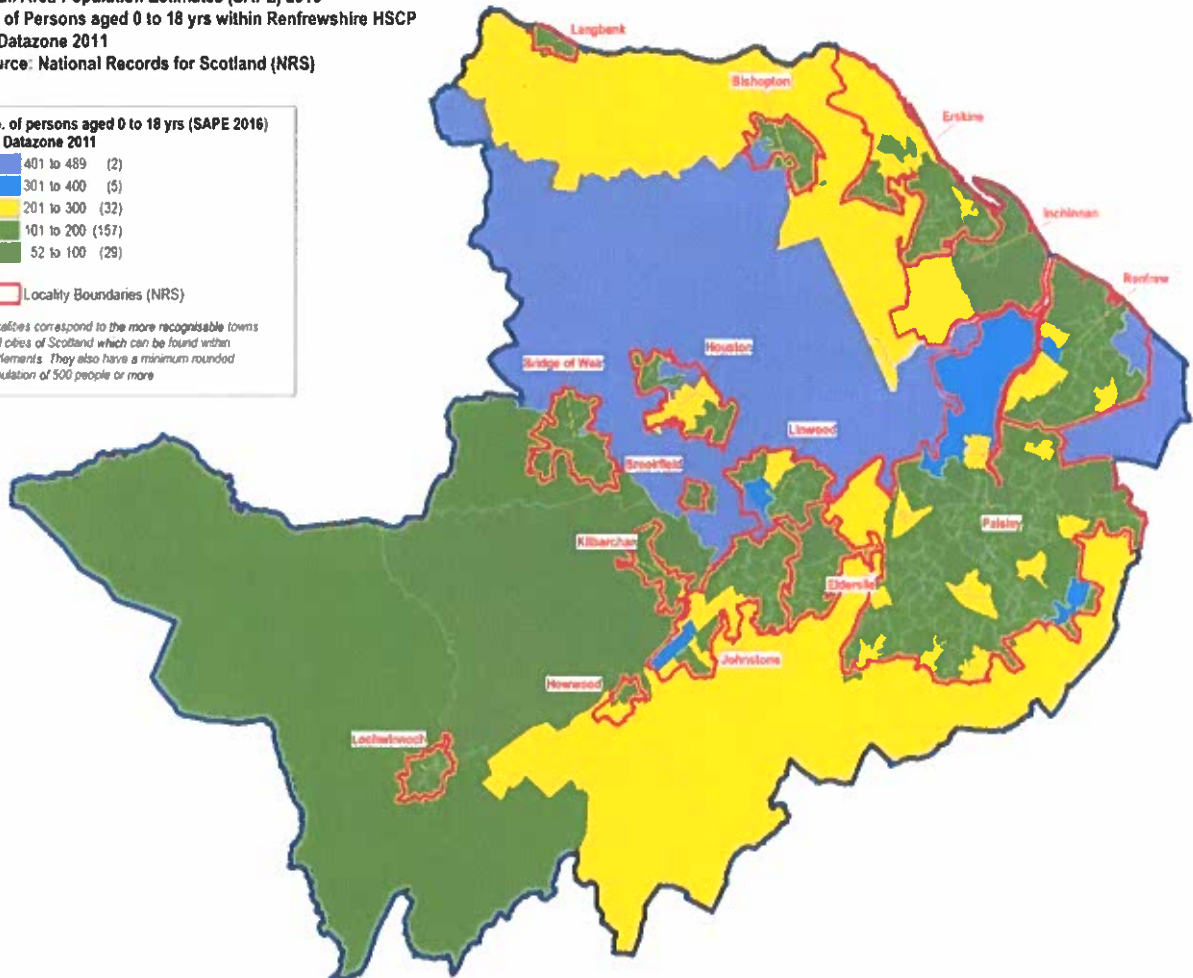 of Persons aged 0 to 18 yrs within Renfrewshire HSCP
Datazone 2011
Source: National Records for Scotland (NRS)
of persons aged 0 to 18 yrs (SAPE 2016)
Datazone 2011
401 to 489 (2)
301 to 400 (5)
201 to 300 (32)
101 to 200 (157)
52 to 100 (29)
Locality Boundaries (NRS)
correspond to the more recognisable towns
cities of Scotland which can be found within
They also have a minimum rounded
of 500 people or more
Langbank
Bishopton
Erskine
Inchinnan
Renfrew
Houston
Bridge of Weir
Linwood
Brookfield
Paisley
Kilbarchan
Elderslie
Johnstone
Howwood
Lochwinnoch